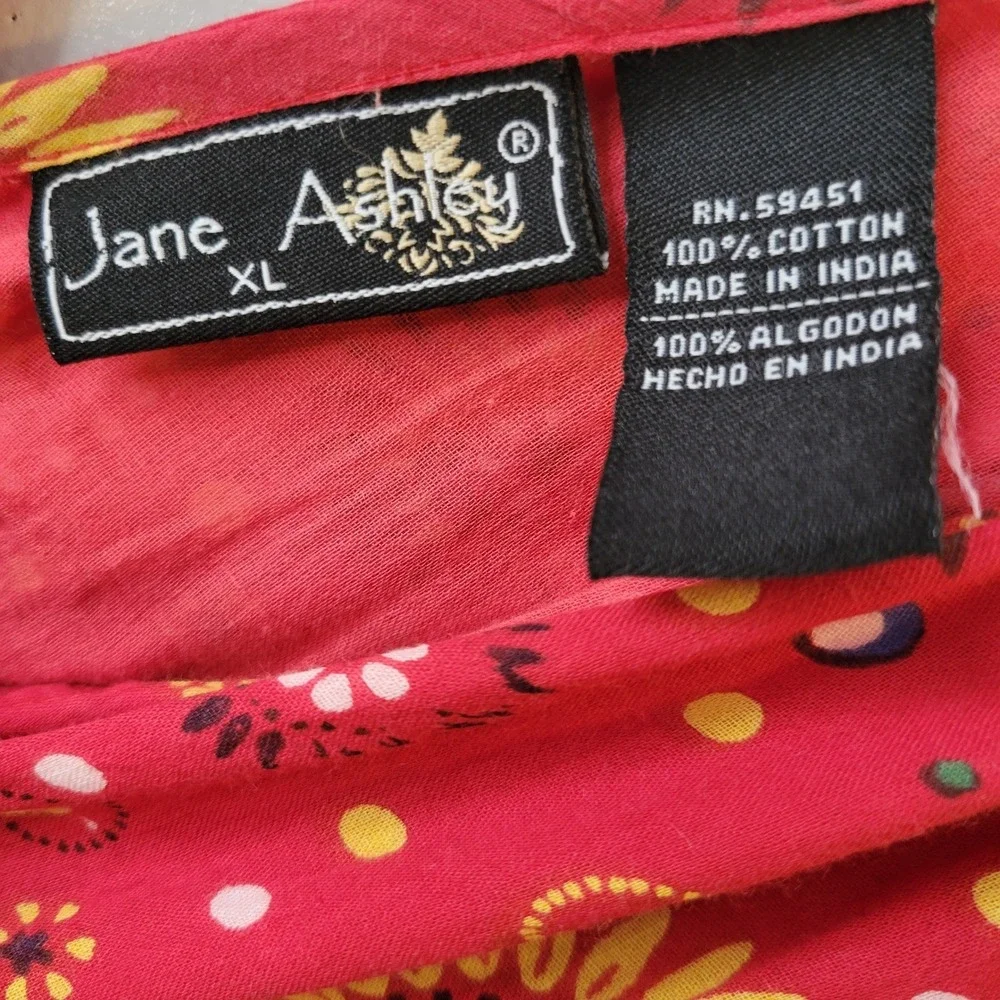 Jane Ashley ®
XL
RN.59451
100% COTTON
MADE IN INDIA
100% ALGODON
HECHO EN INDIA